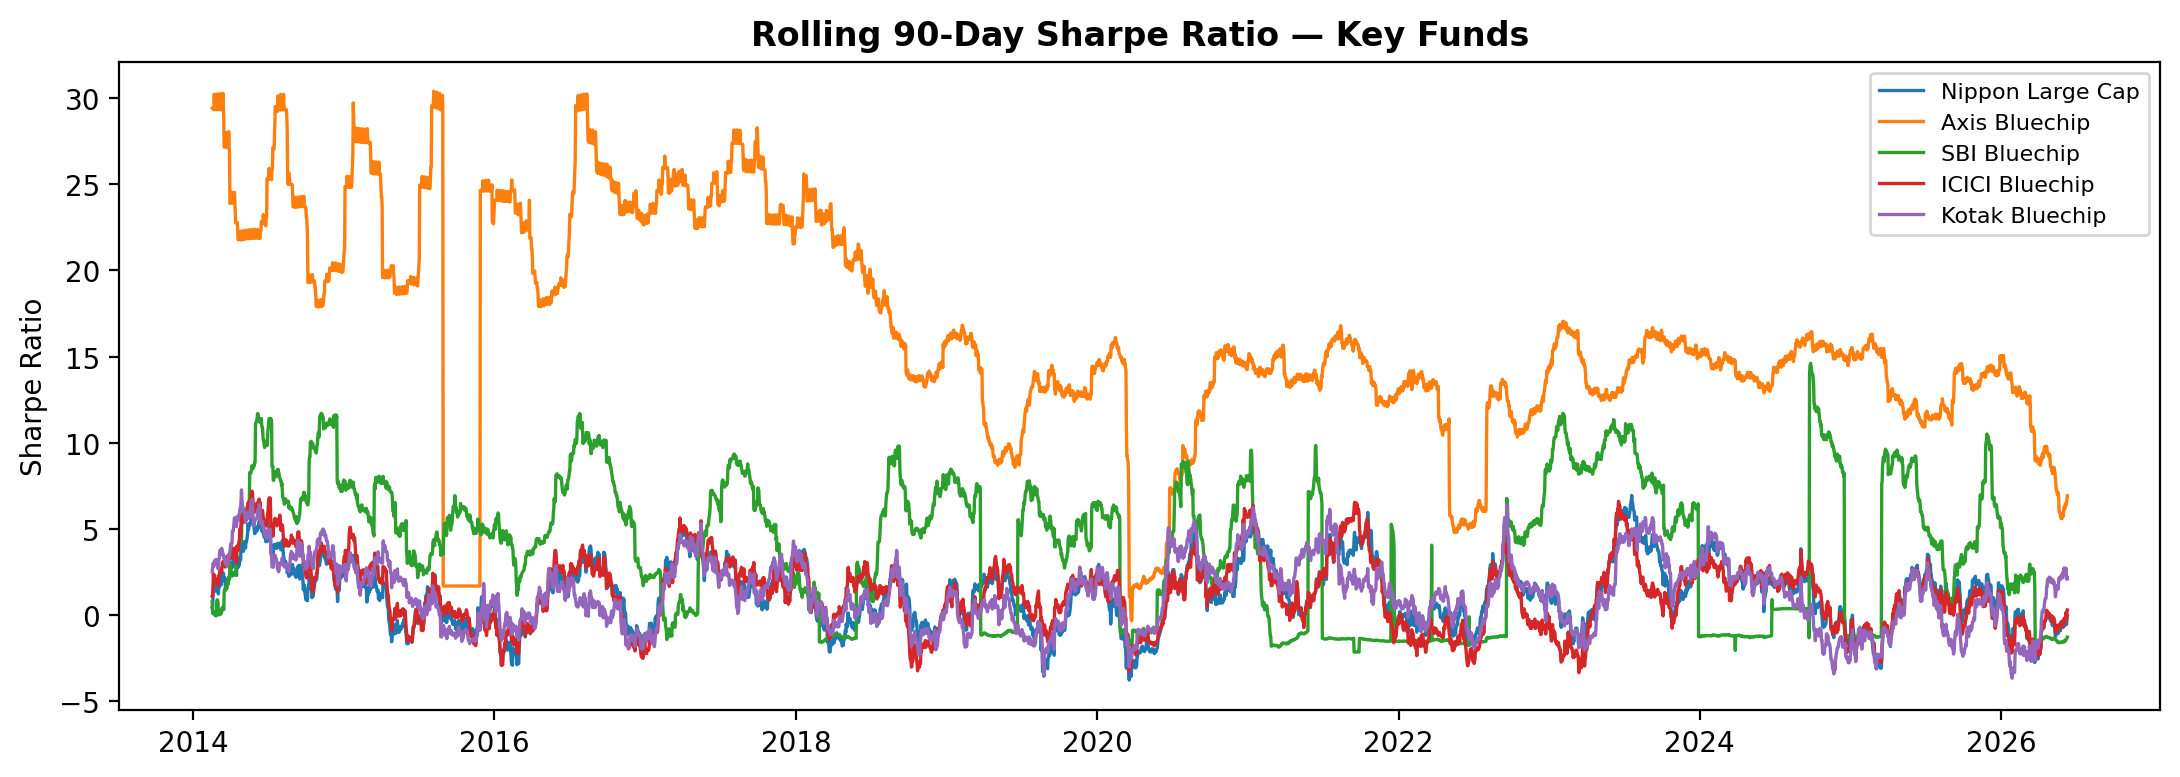 Rolling 90-Day Sharpe Ratio — Key Funds
Nippon Large Cap
Axis Bluechip
SBI Bluechip
ICICI Bluechip
Kotak Bluechip
Sharpe Ratio
30
25
20
15
10
5
0
−5
2014
2016
2018
2020
2022
2024
2026